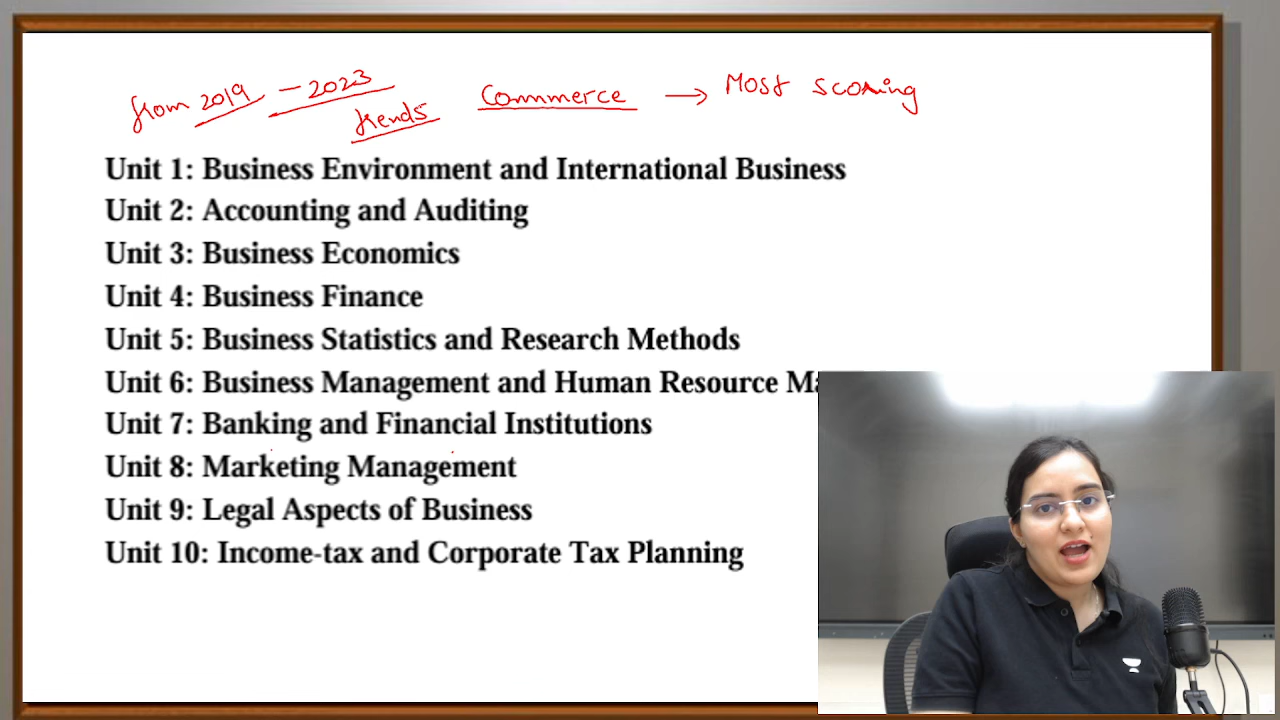 from 2019 - 2023
trends
Commerce → Most scoring
Unit 1: Business Environment and International Business
Unit 2: Accounting and Auditing
Unit 3: Business Economics
Unit 4: Business Finance
Unit 5: Business Statistics and Research Methods
Unit 6: Business Management and Human Resource Ma
Unit 7: Banking and Financial Institutions
Unit 8: Marketing Management
Unit 9: Legal Aspects of Business
Unit 10: Income-tax and Corporate Tax Planning